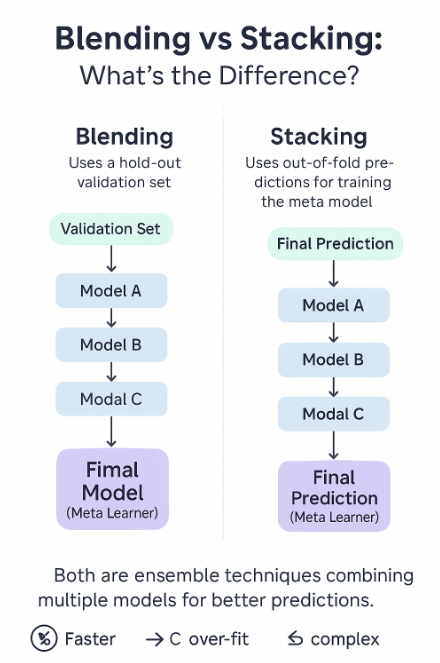 Blending vs Stacking:
What's the Difference?
Blending
Uses a hold-out
validation set
Validation Set
Model A
Model B
Modal C
Fimal
Model
(Meta Learner)
Stacking
Uses out-of-fold pre-
dictions for training
the meta model
Final Prediction
Model A
Model B
Modal C
Final
Prediction
(Meta Learner)
Both are ensemble techniques combining
multiple models for better predictions.
Faster
C over-fit
complex